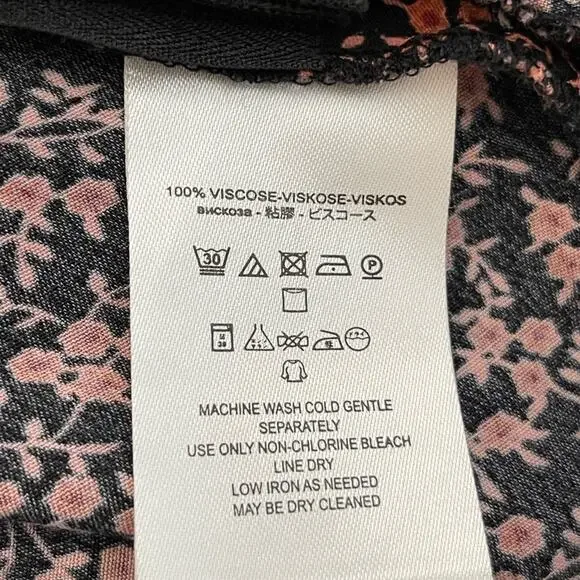 100% VISCOSE-VISKOSE-VISKOS
вискоза - 粘膠 - ビスコース
30 P
MACHINE WASH COLD GENTLE
SEPARATELY
USE ONLY NON-CHLORINE BLEACH
LINE DRY
LOW IRON AS NEEDED
MAY BE DRY CLEANED